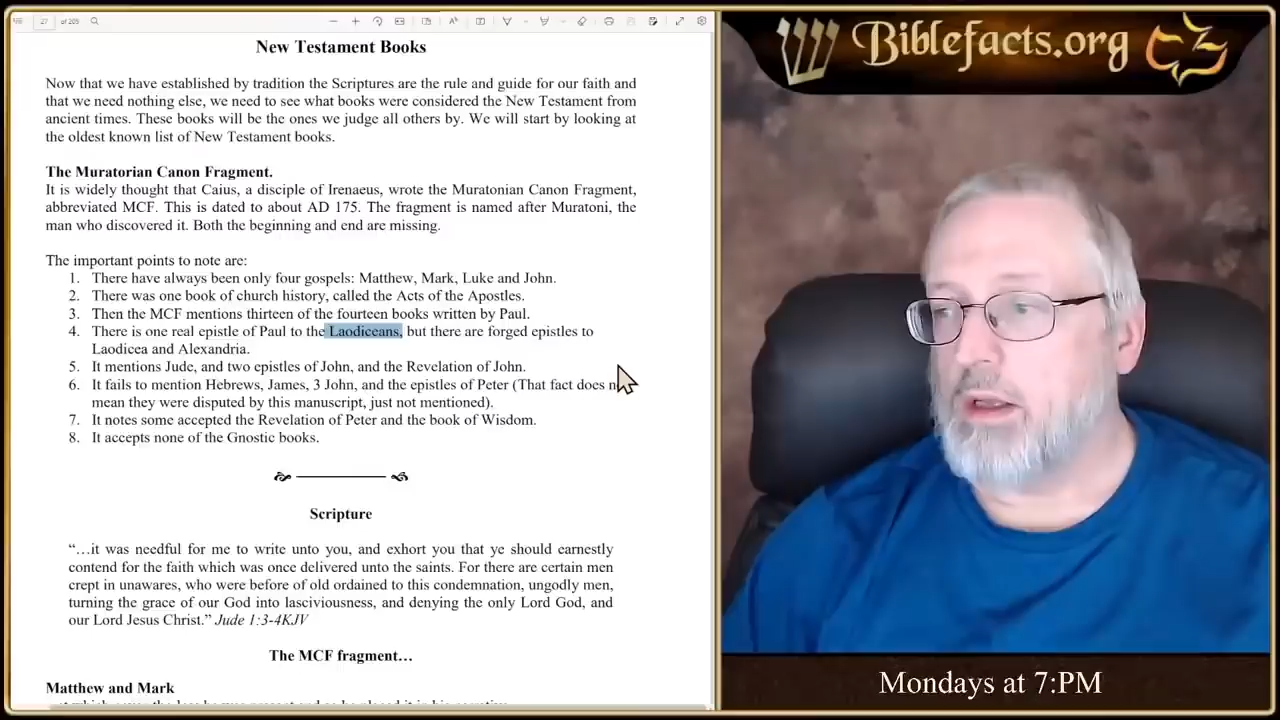 27 of 209
Biblefacts.org
New Testament Books
Now that we have established by tradition the Scriptures are the rule and guide for our faith and
that we need nothing else, we need to see what books were considered the New Testament from
ancient times. These books will be the ones we judge all others by. We will start by looking at
the oldest known list of New Testament books.
The Muratorian Canon Fragment.
It is widely thought that Caius, a disciple of Irenaeus, wrote the Muratonian Canon Fragment,
abbreviated MCF. This is dated to about AD 175. The fragment is named after Muratoni, the
man who discovered it. Both the beginning and end are missing.
The important points to note are:
1. There have always been only four gospels: Matthew, Mark, Luke and John.
2. There was one book of church history, called the Acts of the Apostles.
3. Then the MCF mentions thirteen of the fourteen books written by Paul.
4. There is one real epistle of Paul to the Laodiceans, but there are forged epistles to
Laodicea and Alexandria.
5. It mentions Jude, and two epistles of John, and the Revelation of John.
6. It fails to mention Hebrews, James, 3 John, and the epistles of Peter (That fact does
mean they were disputed by this manuscript, just not mentioned).
7. It notes some accepted the Revelation of Peter and the book of Wisdom.
8. It accepts none of the Gnostic books.
Scripture
“…it was needful for me to write unto you, and exhort you that ye should earnestly
contend for the faith which was once delivered unto the saints. For there are certain men
crept in unawares, who were before of old ordained to this condemnation, ungodly men,
turning the grace of our God into lasciviousness, and denying the only Lord God, and
our Lord Jesus Christ.” Jude 1:3-4KJV
The MCF fragment…
Matthew and Mark
Mondays at 7:PM